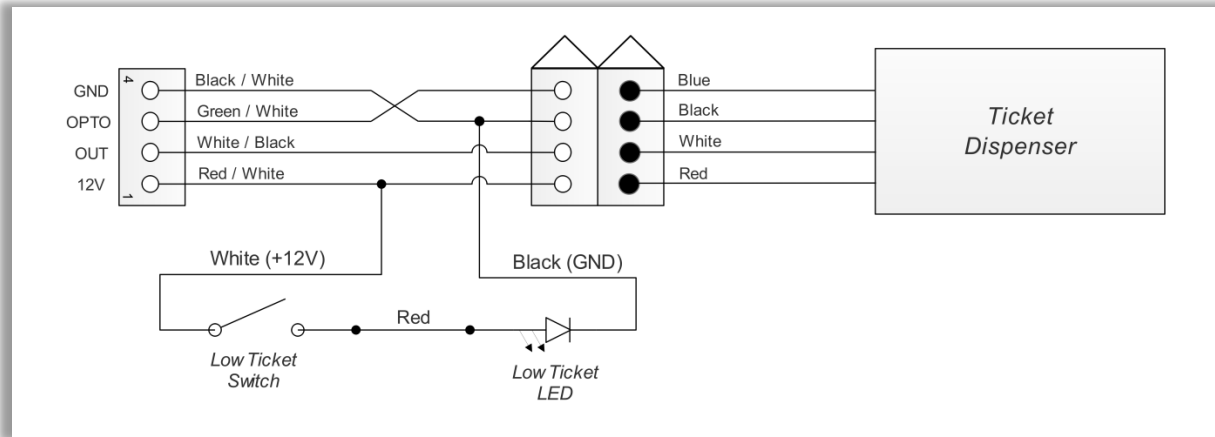 GND
4
Black / White
OPTO
Green / White
OUT
White / Black
12V
1
Red / White
Blue
Black
White
Red
Ticket
Dispenser
White (+12V)
Black (GND)
Red
Low Ticket
Switch
Low Ticket
LED